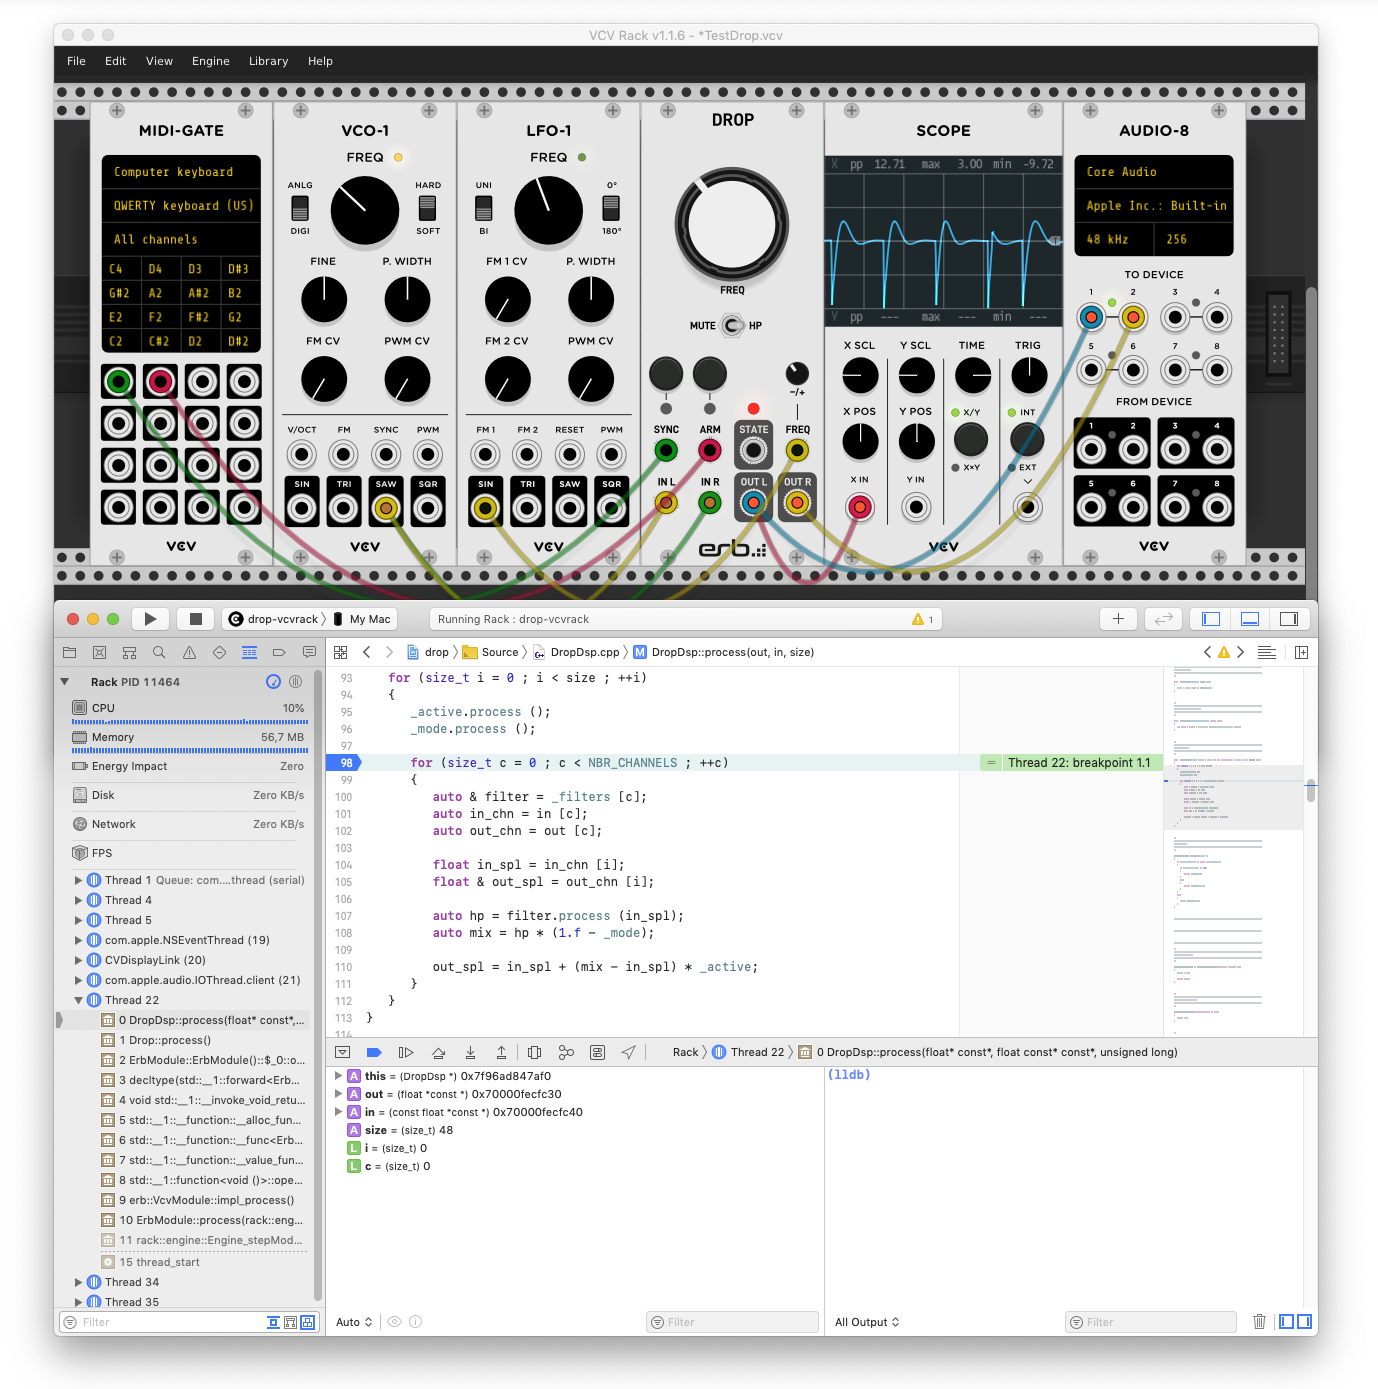 VCV Rack v1.1.6 - *TestDrop.vcv
File Edit View Engine Library Help
MIDI-GATE
Computer keyboard
QWERTY keyboard (US)
All channels
C4 D4 D3 D#3
G#2 A2 A#2 B2
E2 F2 F#2 G2
C2 C#2 D2 D#2
VCV
VCO-1
FREQ
ANLG HARD
DIGI SOFT
FINE P. WIDTH
FM CV PWM CV
V/OCT FM SYNC PWM
SIN TRI SAW SQR
VCV
LFO-1
FREQ
UNI 0°
BI 180°
FM 1 CV P. WIDTH
FM 2 CV PWM CV
FM 1 FM 2 RESET PWM
SIN TRI SAW SQR
VCV
DROP
FREQ
MUTE HP
-/+
SYNC ARM STATE FREQ
IN L IN R OUT L OUT R
erb
SCOPE
X pp 12.71 max 3.00 min -9.72
Y pp --- max --- min ---
X SCL Y SCL TIME TRIG
X POS Y POS X/Y INT
X×Y EXT
X IN Y IN
VCV
AUDIO-8
Core Audio
Apple Inc.: Built-in
48 kHz 256
TO DEVICE
1 2 3 4
5 6 7 8
FROM DEVICE
1 2 3 4
5 6 7 8
VCV
drop-vcvrack My Mac
Running Rack : drop-vcvrack
1
drop Source DropDsp.cpp M DropDsp::process(out, in, size)
Rack PID 11464
CPU 10%
Memory 56,7 MB
Energy Impact Zero
Disk Zero KB/s
Network Zero KB/s
FPS
Thread 1 Queue: com....thread (serial)
Thread 4
Thread 5
com.apple.NSEventThread (19)
CVDisplayLink (20)
com.apple.audio.IOThread.client (21)
Thread 22
0 DropDsp::process(float* const*,...
1 Drop::process()
2 ErbModule::ErbModule()::$_0::o...
3 decltype(std::__1::forward<Erb...
4 void std::__1::__invoke_void_retu...
5 std::__1::__function::__alloc_fun...
6 std::__1::__function::__func<Erb...
7 std::__1::__function::__value_fun...
8 std::__1::function<void ()>::ope...
9 erb::VcvModule::impl_process()
10 ErbModule::process(rack::eng...
11 rack::engine::Engine_stepMod...
15 thread_start
Thread 34
Thread 35
Filter
93 for (size_t i = 0 ; i < size ; ++i)
94 {
95 _active.process ();
96 _mode.process ();
97
98 for (size_t c = 0 ; c < NBR_CHANNELS ; ++c)
= Thread 22: breakpoint 1.1
99 {
100 auto & filter = _filters [c];
101 auto in_chn = in [c];
102 auto out_chn = out [c];
103
104 float in_spl = in_chn [i];
105 float & out_spl = out_chn [i];
106
107 auto hp = filter.process (in_spl);
108 auto mix = hp * (1.f - _mode);
109
110 out_spl = in_spl + (mix - in_spl) * _active;
111 }
112 }
113 }
114
Rack Thread 22 0 DropDsp::process(float* const*, float const* const*, unsigned long)
A this = (DropDsp *) 0x7f96ad847af0
A out = (float *const *) 0x70000fecfc30
A in = (const float *const *) 0x70000fecfc40
A size = (size_t) 48
L i = (size_t) 0
L c = (size_t) 0
(lldb)
Auto Filter
All Output Filter